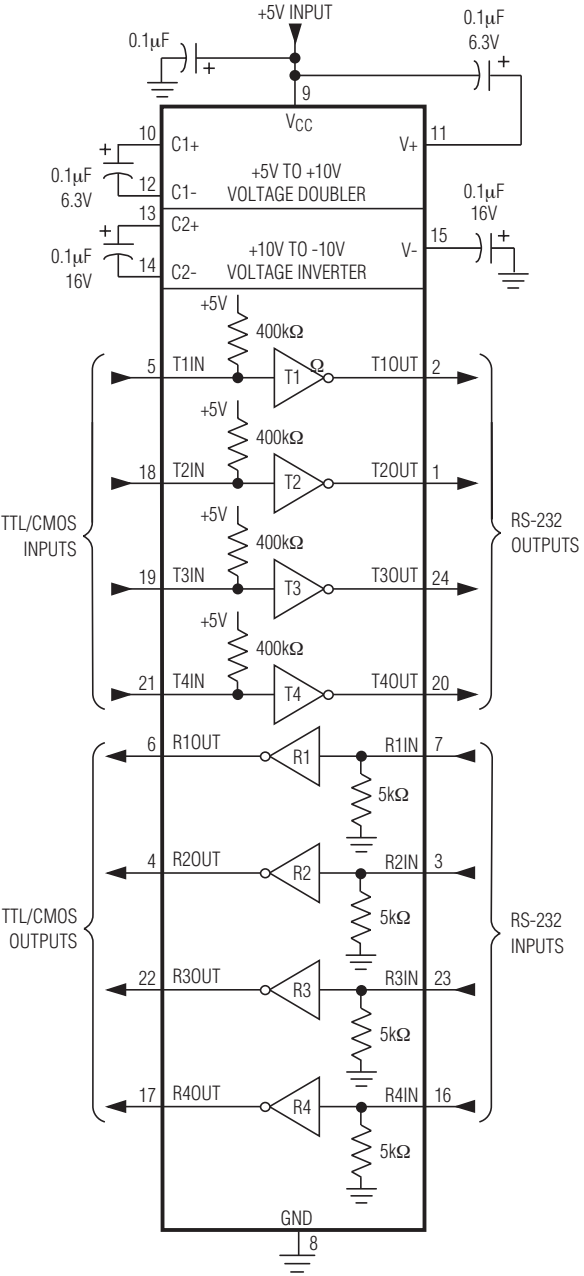 +5V INPUT
0.1μF
0.1μF
6.3V
+
+
9
VCC
10
11
C1+
V+
+
0.1μF
6.3V
+5V TO +10V
VOLTAGE DOUBLER
12
C1-
13
C2+
0.1μF
16V
+
15
V-
+
0.1μF
16V
+10V TO -10V
VOLTAGE INVERTER
14
C2-
+5V
400kΩ
Ω
5
T1IN
T1
T1OUT
2
+5V
400kΩ
18
T2IN
T2
T2OUT
1
TTL/CMOS
INPUTS
RS-232
OUTPUTS
+5V
400kΩ
19
T3IN
T3
T3OUT
24
+5V
400kΩ
21
T4IN
T4
T4OUT
20
6
R1OUT
R1
R1IN
7
5kΩ
4
R2OUT
R2
R2IN
3
5kΩ
TTL/CMOS
OUTPUTS
RS-232
INPUTS
22
R3OUT
R3
R3IN
23
5kΩ
17
R4OUT
R4
R4IN
16
5kΩ
GND
8